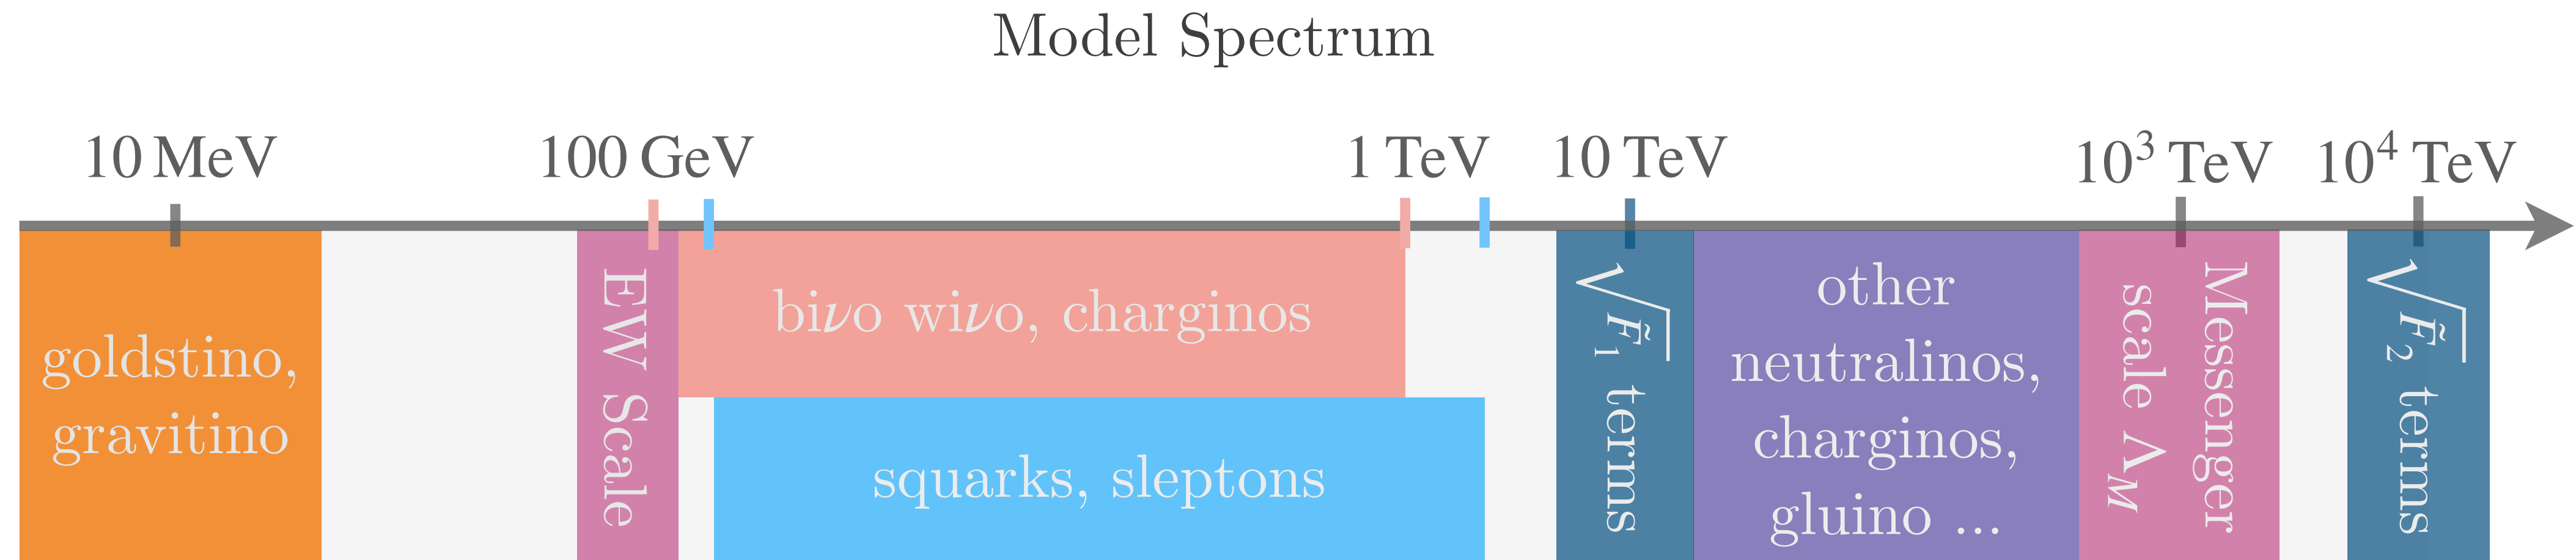 Model Spectrum
10 MeV
100 GeV
1 TeV
10 TeV
10³ TeV
10⁴ TeV
goldstino,
gravitino
EW Scale
biνo wiνo, charginos
squarks, sleptons
√F̃₁ terms
other
neutralinos,
charginos,
gluino ...
Messenger
scale Λ_M
√F̃₂ terms